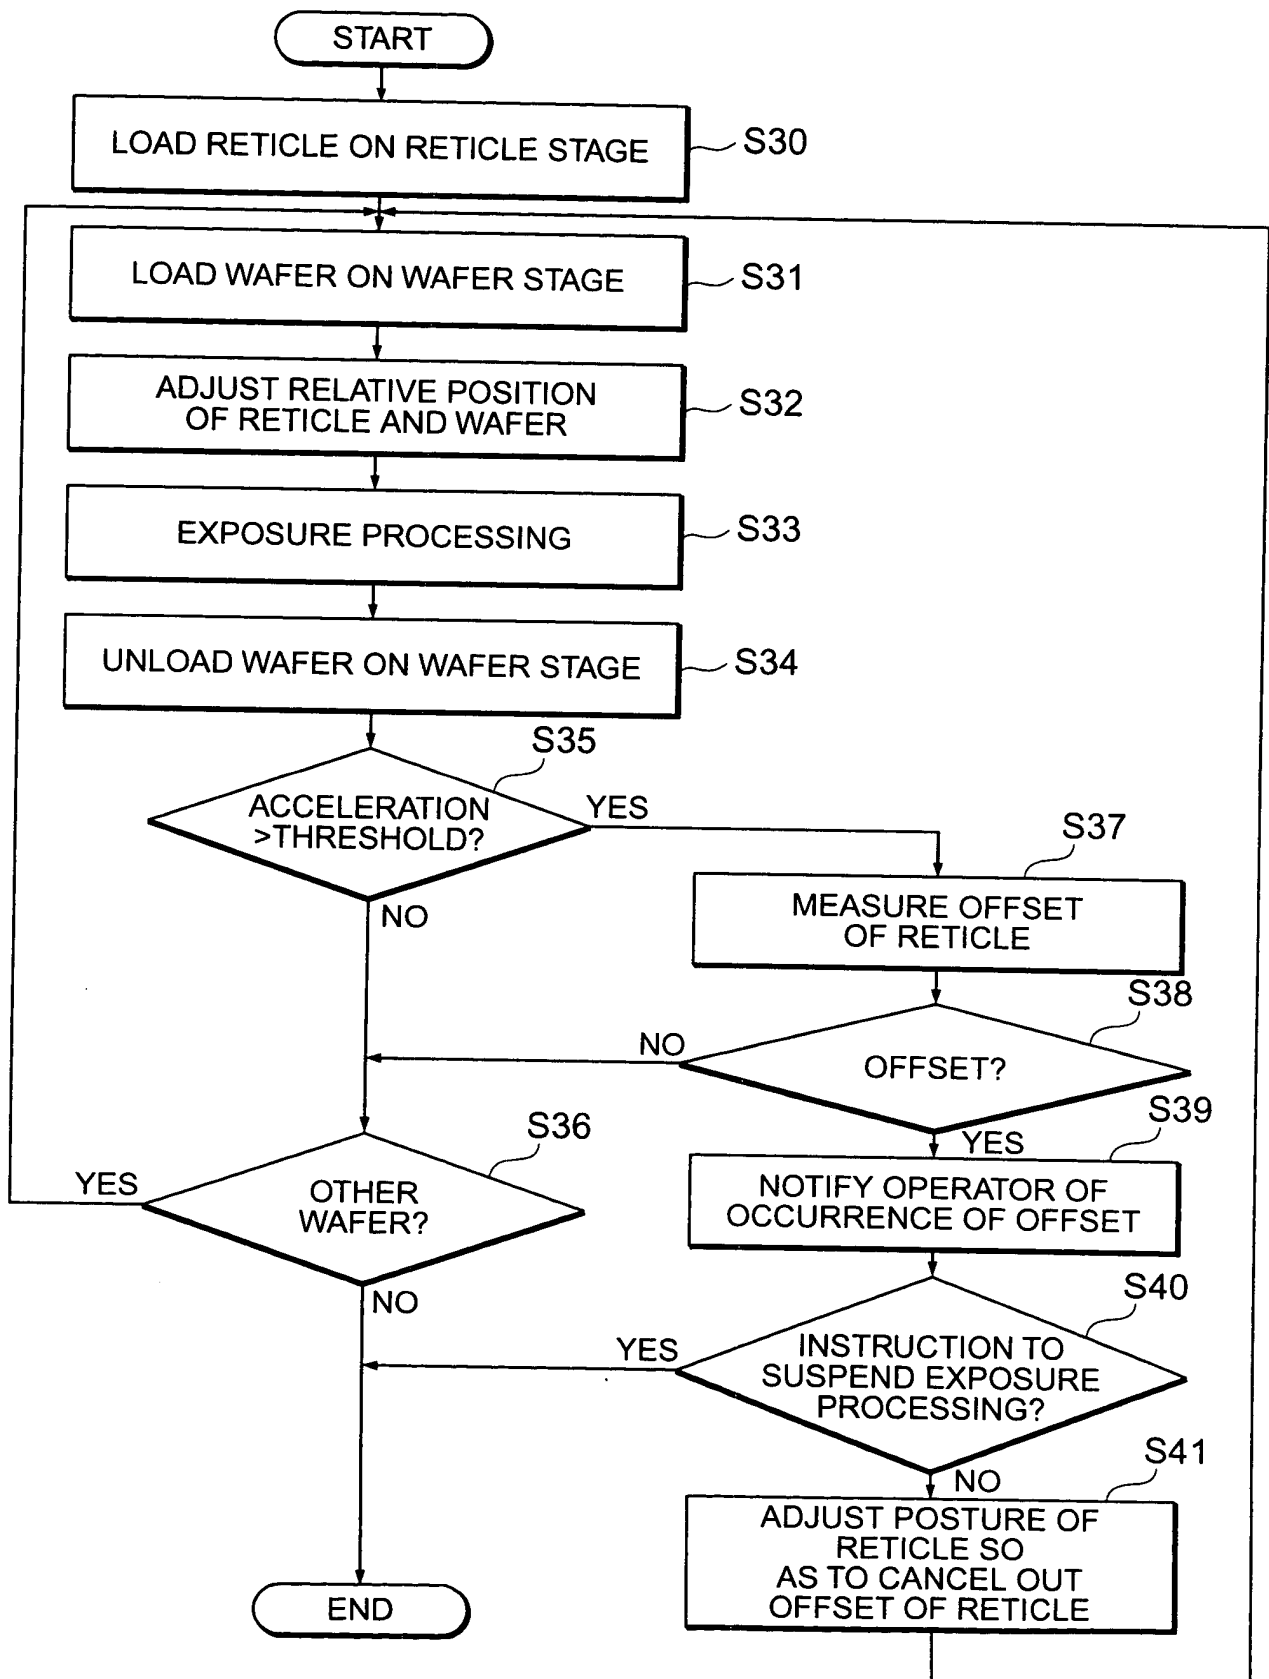 START
LOAD RETICLE ON RETICLE STAGE
S30
LOAD WAFER ON WAFER STAGE
S31
ADJUST RELATIVE POSITION
OF RETICLE AND WAFER
S32
EXPOSURE PROCESSING
S33
UNLOAD WAFER ON WAFER STAGE
S34
S35
ACCELERATION
>THRESHOLD?
YES
NO
S37
MEASURE OFFSET
OF RETICLE
S38
OFFSET?
NO
YES
S39
NOTIFY OPERATOR OF
OCCURRENCE OF OFFSET
S36
OTHER
WAFER?
YES
NO
S40
INSTRUCTION TO
SUSPEND EXPOSURE
PROCESSING?
YES
NO
S41
ADJUST POSTURE OF
RETICLE SO
AS TO CANCEL OUT
OFFSET OF RETICLE
END